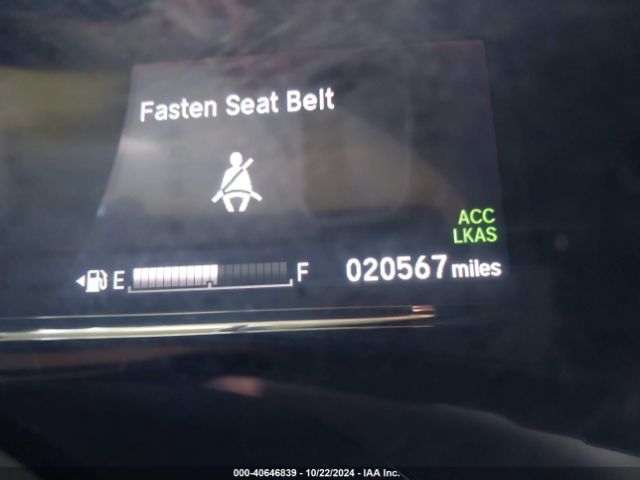 Fasten Seat Belt
ACC
LKAS
E F 020567 miles
000-40646839 - 10/22/2024 - IAA Inc.